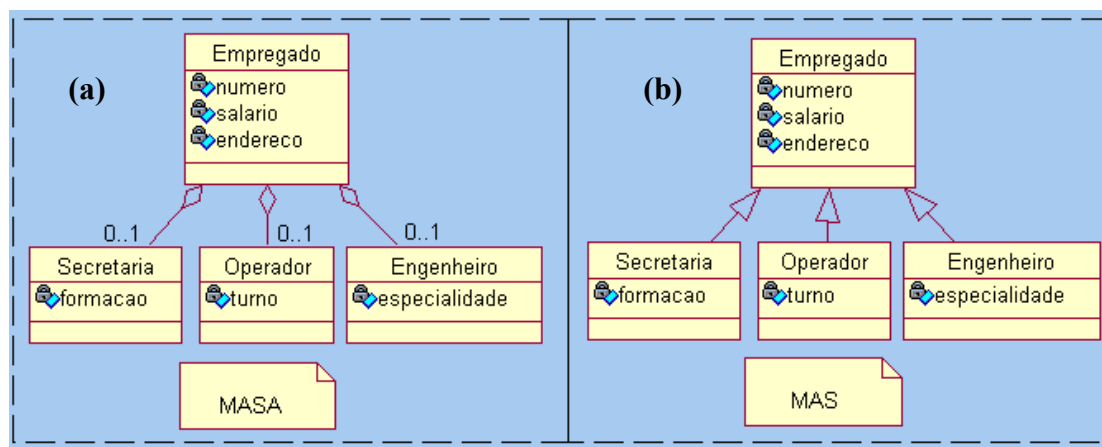 (a)
Empregado
numero
salario
endereco
0..1
0..1
0..1
Secretaria
formacao
Operador
turno
Engenheiro
especialidade
MASA
(b)
Empregado
numero
salario
endereco
Secretaria
formacao
Operador
turno
Engenheiro
especialidade
MAS